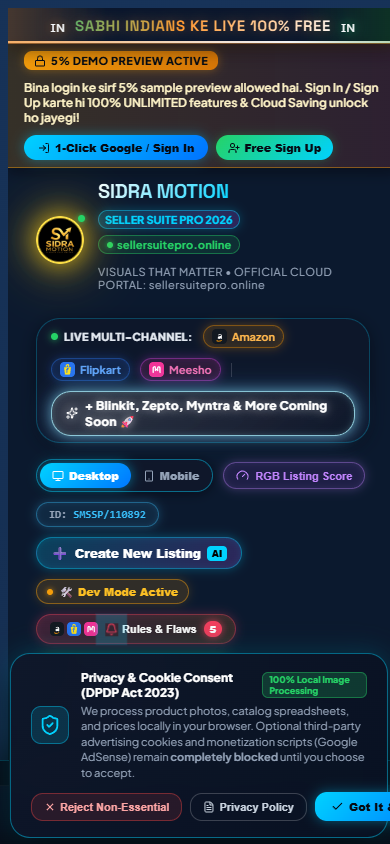 IN SABHI INDIANS KE LIYE 100% FREE IN
5% DEMO PREVIEW ACTIVE
Bina login ke sirf 5% sample preview allowed hai. Sign In / Sign
Up karte hi 100% UNLIMITED features & Cloud Saving unlock
ho jayegi!
1-Click Google / Sign In
Free Sign Up
SIDRA MOTION
SELLER SUITE PRO 2026
sellersuitepro.online
SIDRA
MOTION
VISUALS THAT MATTER • OFFICIAL CLOUD
PORTAL: sellersuitepro.online
LIVE MULTI-CHANNEL: a Amazon
Flipkart M Meesho
+ Blinkit, Zepto, Myntra & More Coming
Soon 🚀
Desktop Mobile RGB Listing Score
ID: SMSSP/110892
Create New Listing AI
🛠️ Dev Mode Active
a M Rules & Flaws 5
Privacy & Cookie Consent
(DPDP Act 2023)
100% Local Image
Processing
We process product photos, catalog spreadsheets,
and prices locally in your browser. Optional third-party
advertising cookies and monetization scripts (Google
AdSense) remain completely blocked until you choose
to accept.
Reject Non-Essential Privacy Policy Got It &